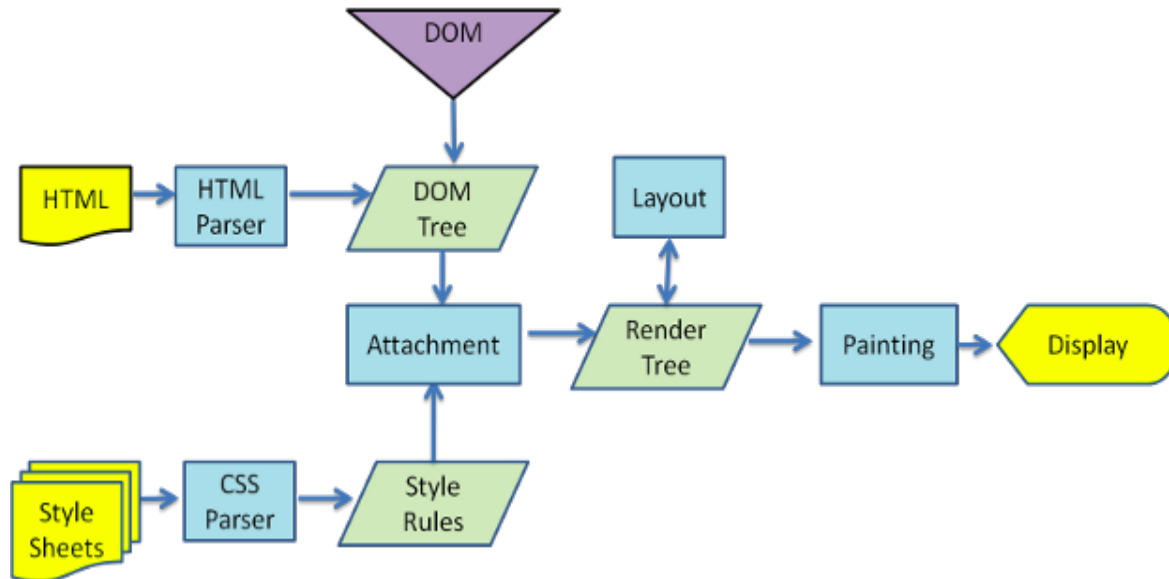 DOM
HTML
HTML
Parser
DOM
Tree
Layout
Attachment
Render
Tree
Painting
Display
Style
Sheets
CSS
Parser
Style
Rules